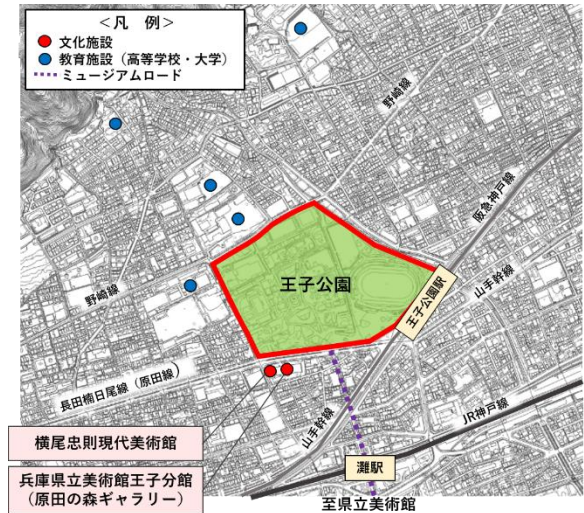 ＜凡 例＞
文化施設
教育施設（高等学校・大学）
ミュージアムロード
野崎線
阪急神戸線
王子公園
王子公園駅
山手幹線
野崎線
長田楠日尾線（原田線）
山手幹線
JR神戸線
横尾忠則現代美術館
灘駅
兵庫県立美術館王子分館
（原田の森ギャラリー）
至県立美術館